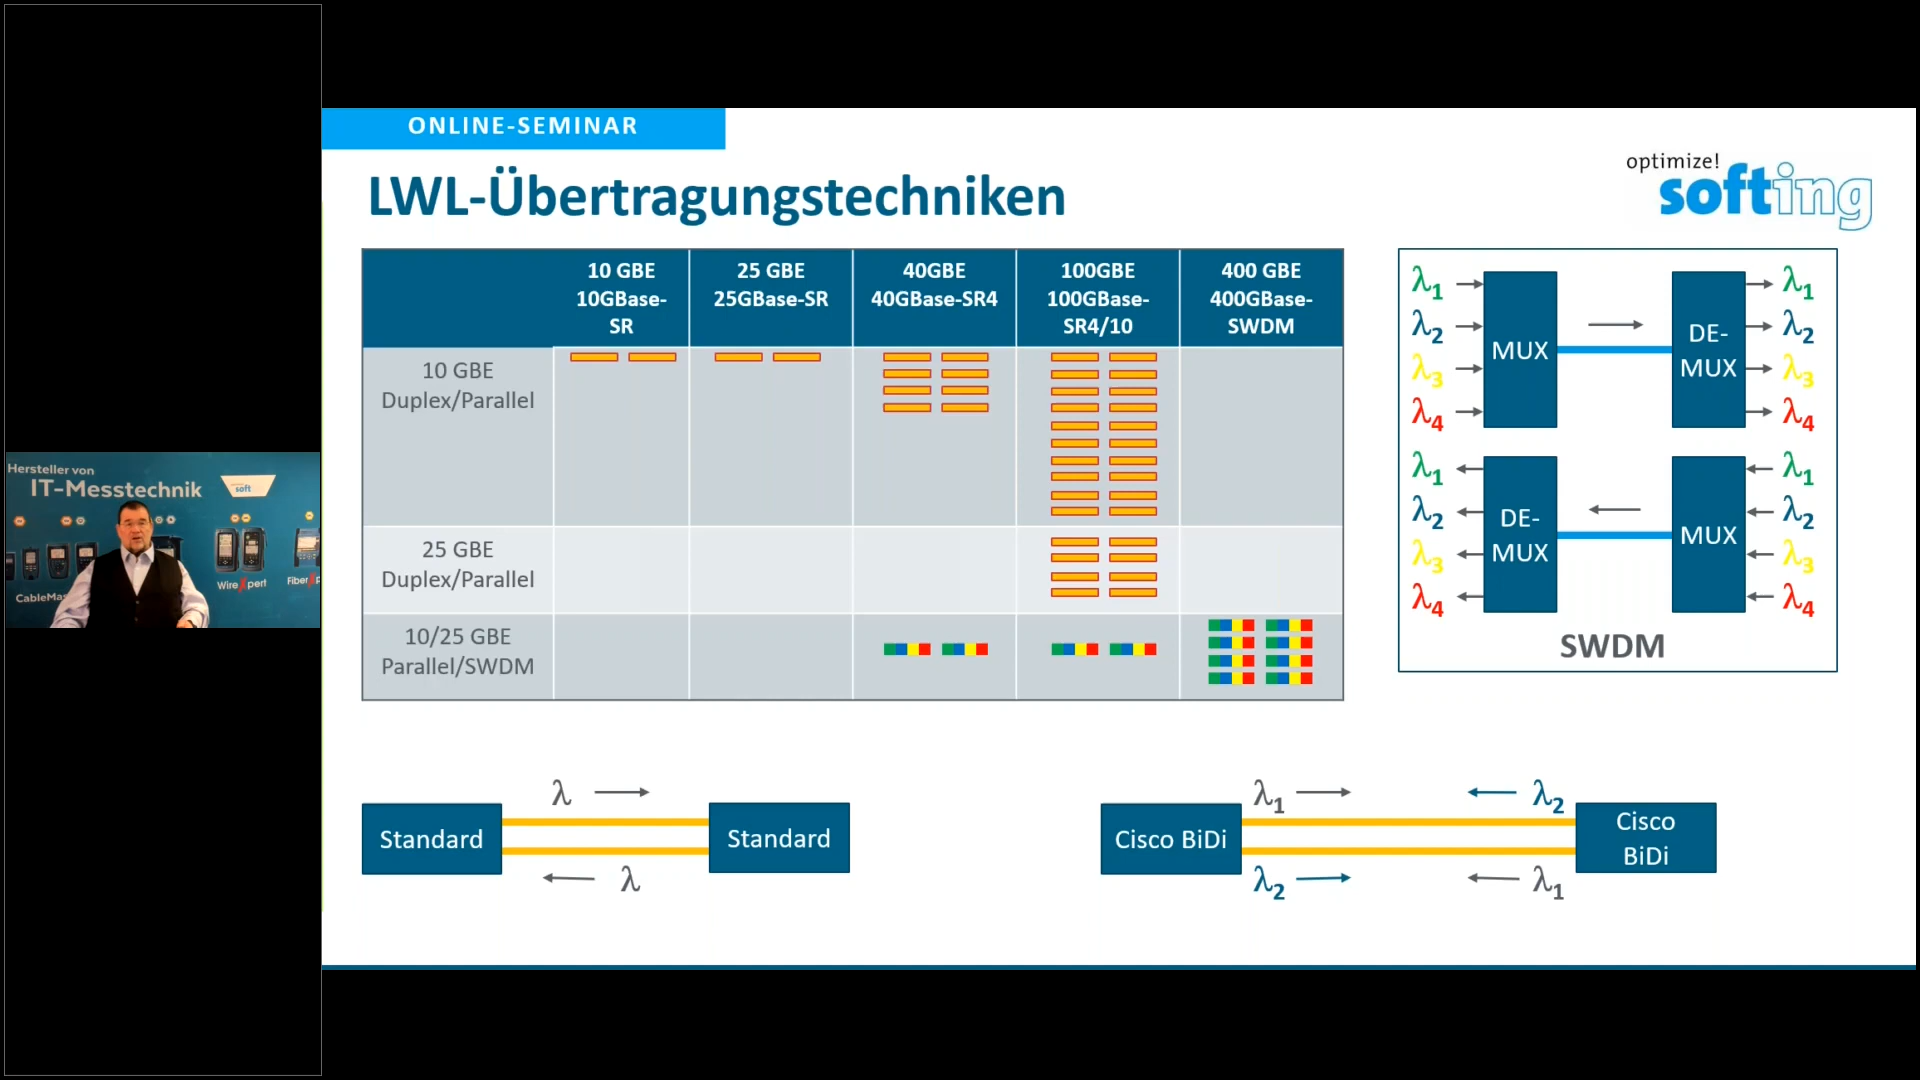 ONLINE-SEMINAR
LWL-Übertragungstechniken
optimize!
softing
10 GBE
10GBase-
SR
25 GBE
25GBase-SR
40GBE
40GBase-SR4
100GBE
100GBase-
SR4/10
400 GBE
400GBase-
SWDM
10 GBE
Duplex/Parallel
25 GBE
Duplex/Parallel
10/25 GBE
Parallel/SWDM
λ1
λ2
λ3
λ4
MUX
DE-
MUX
λ1
λ2
λ3
λ4
λ1
λ2
λ3
λ4
DE-
MUX
MUX
λ1
λ2
λ3
λ4
SWDM
Hersteller von
IT-Messtechnik
soft
WireXpert
CableMas
λ
Standard
Standard
λ
λ1
λ2
Cisco BiDi
Cisco
BiDi
λ2
λ1